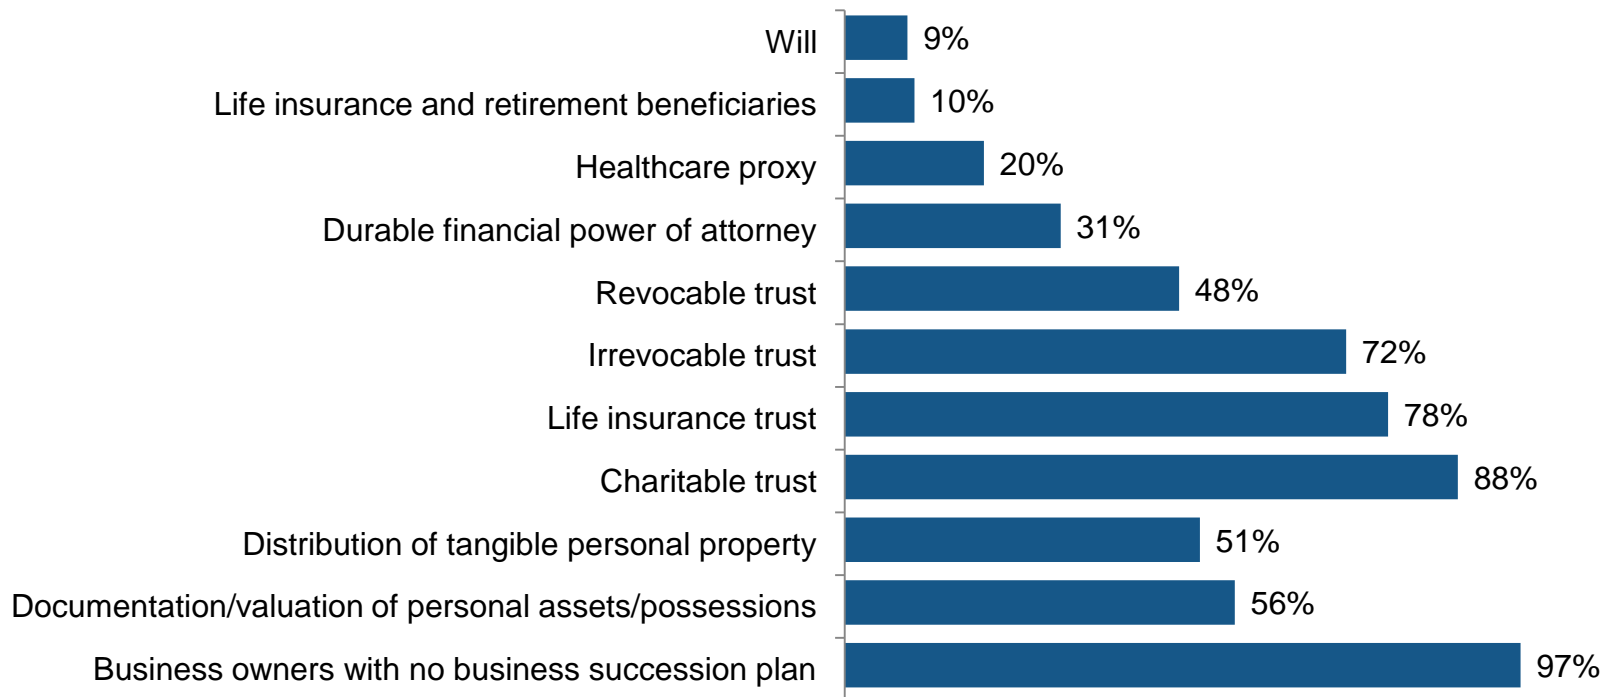 Will 9%
Life insurance and retirement beneficiaries 10%
Healthcare proxy 20%
Durable financial power of attorney 31%
Revocable trust 48%
Irrevocable trust 72%
Life insurance trust 78%
Charitable trust 88%
Distribution of tangible personal property 51%
Documentation/valuation of personal assets/possessions 56%
Business owners with no business succession plan 97%